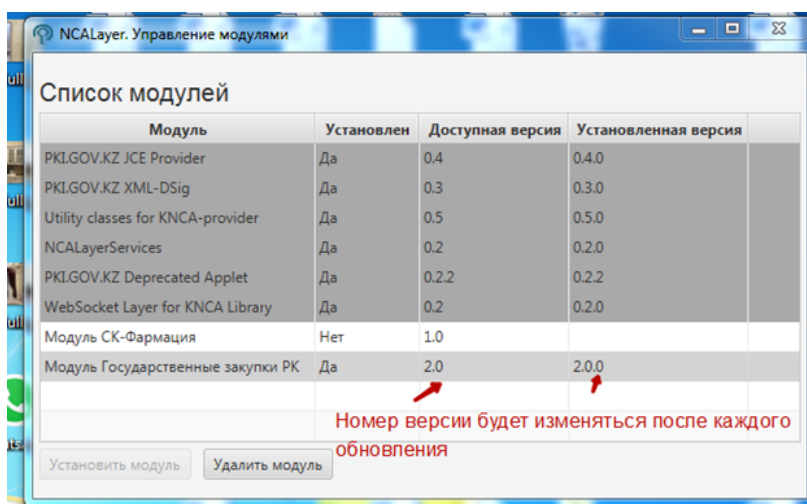 NCALayer. Управление модулями
Список модулей
Модуль Установлен Доступная версия Установленная версия
PKI.GOV.KZ JCE Provider Да 0.4 0.4.0
PKI.GOV.KZ XML-DSig Да 0.3 0.3.0
Utility classes for KNCA-provider Да 0.5 0.5.0
NCALayerServices Да 0.2 0.2.0
PKI.GOV.KZ Deprecated Applet Да 0.2.2 0.2.2
WebSocket Layer for KNCA Library Да 0.2 0.2.0
Модуль СК-Фармация Нет 1.0
Модуль Государственные закупки РК Да 2.0 2.0.0
Номер версии будет изменяться после каждого
обновления
Установить модуль Удалить модуль